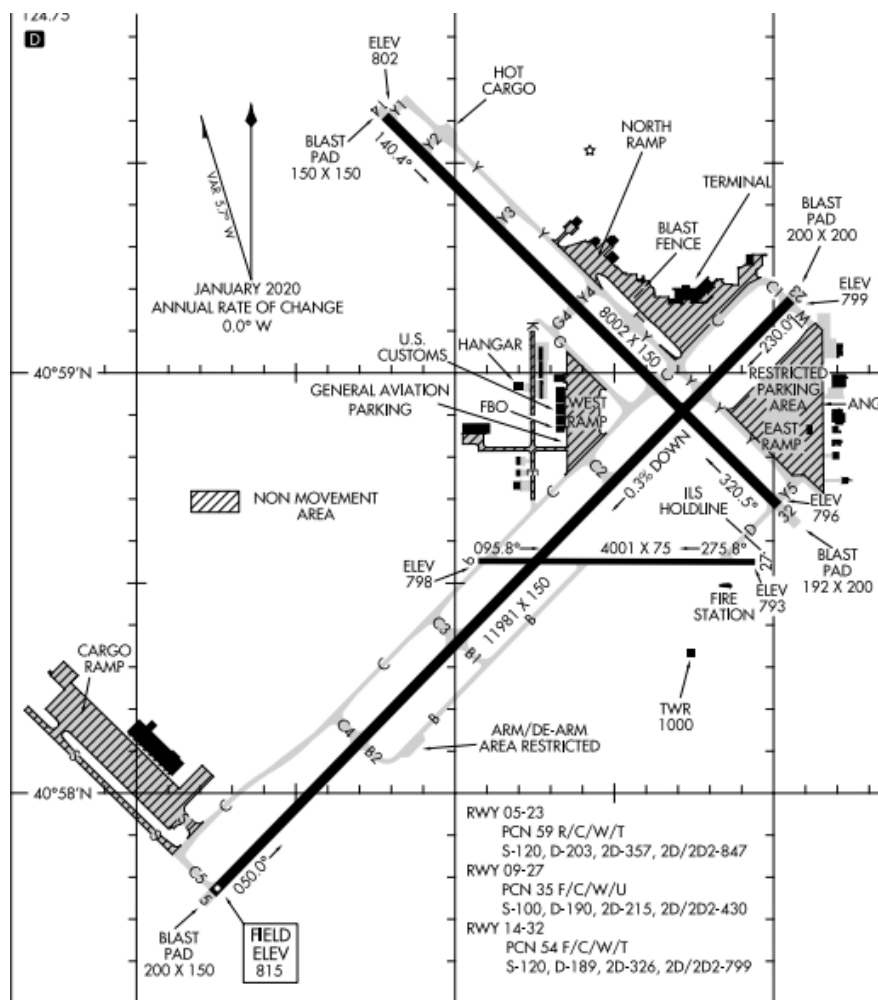 124.75
D
ELEV
802
HOT
CARGO
14
Y1
BLAST
PAD
150 X 150
Y2
140.4°
Y
NORTH
RAMP
TERMINAL
VAR 5.7° W
Y3
Y
BLAST
FENCE
BLAST
PAD
200 X 200
JANUARY 2020
ANNUAL RATE OF CHANGE
0.0° W
C1
23
ELEV
799
Y4
G4
8002 X 150
Y
Y
C
W
230.0°
U.S.
CUSTOMS
K
G
HANGAR
40°59'N
GENERAL AVIATION
PARKING
FBO
WEST
RAMP
C
Y
RESTRICTED
PARKING
AREA
ANG
Y
EAST
RAMP
0.3% DOWN
C2
C
NON MOVEMENT
AREA
ILS
HOLDLINE
320.5°
Y5
32
ELEV
796
D
BLAST
PAD
192 X 200
ELEV
798
9
095.8°
4001 X 75
275.8°
27
ELEV
793
FIRE
STATION
11981 X 150
B
C3
B1
C
CARGO
RAMP
TWR
1000
B
C4
B2
ARM/DE-ARM
AREA RESTRICTED
S
40°58'N
C
S
S
C5
050.0°
5
BLAST
PAD
200 X 150
FIELD
ELEV
815
RWY 05-23
PCN 59 R/C/W/T
S-120, D-203, 2D-357, 2D/2D2-847
RWY 09-27
PCN 35 F/C/W/U
S-100, D-190, 2D-215, 2D/2D2-430
RWY 14-32
PCN 54 F/C/W/T
S-120, D-189, 2D-326, 2D/2D2-799